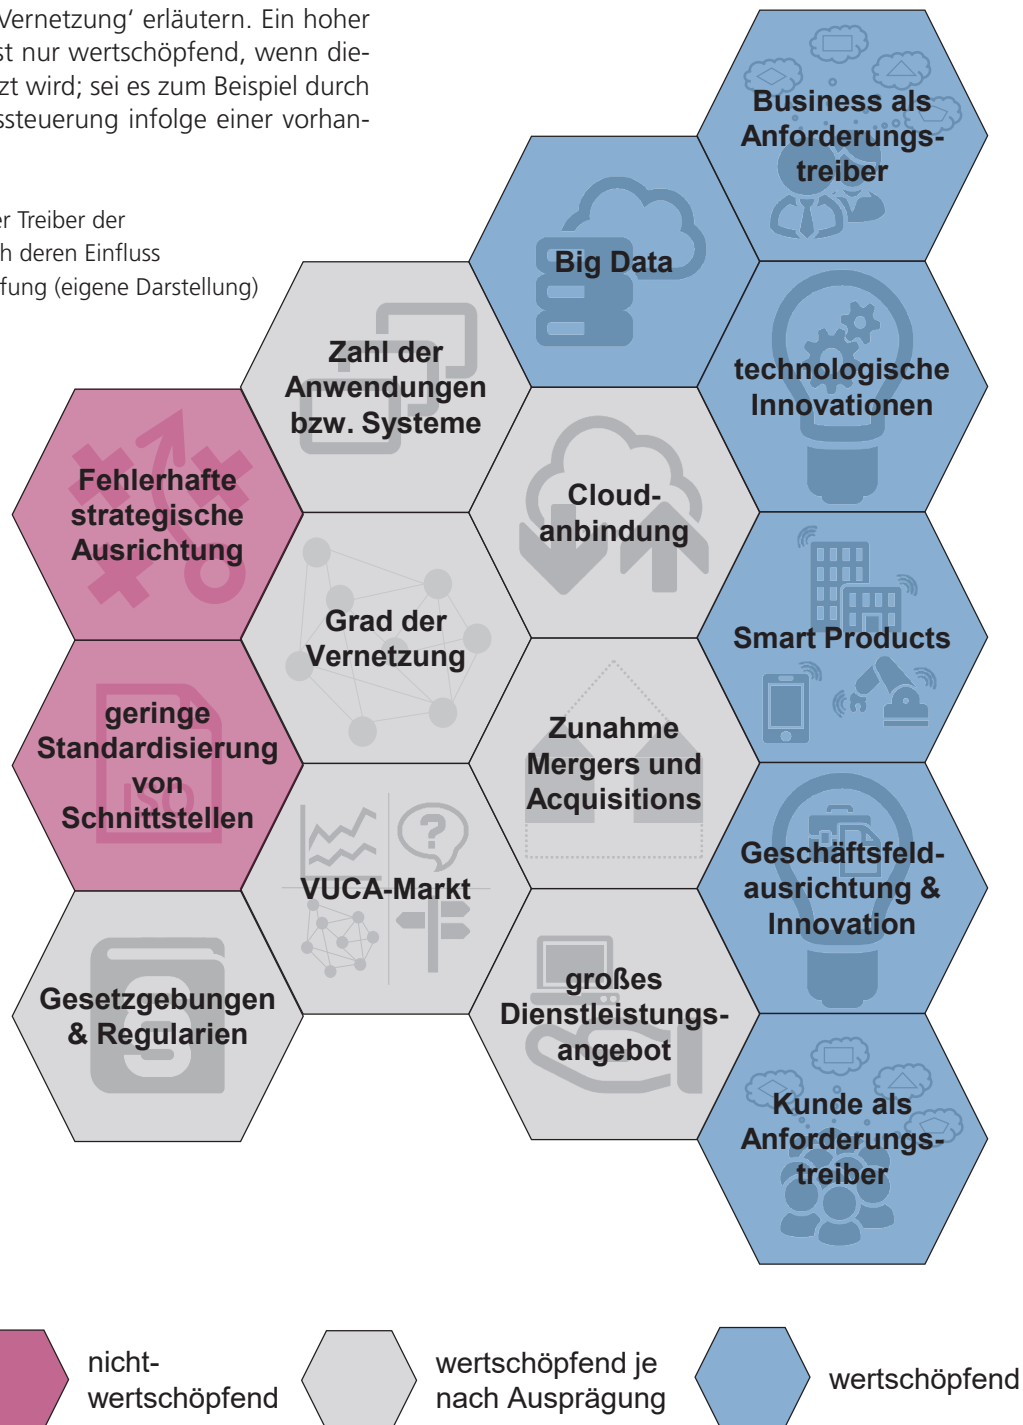 Vernetzung‘ erläutern. Ein hoher
st nur wertschöpfend, wenn die-
zt wird; sei es zum Beispiel durch
ssteuerung infolge einer vorhan-
er Treiber der
h deren Einfluss
fung (eigene Darstellung)
Business als
Anforderungs-
treiber
Big Data
technologische
Innovationen
Zahl der
Anwendungen
bzw. Systeme
Fehlerhafte
strategische
Ausrichtung
Cloud-
anbindung
Grad der
Vernetzung
Smart Products
geringe
Standardisierung
von
Schnittstellen
ISO
Zunahme
Mergers und
Acquisitions
VUCA-Markt
?
Geschäftsfeld-
ausrichtung &
Innovation
Gesetzgebungen
& Regularien
§
großes
Dienstleistungs-
angebot
Kunde als
Anforderungs-
treiber
nicht-
wertschöpfend
wertschöpfend je
nach Ausprägung
wertschöpfend